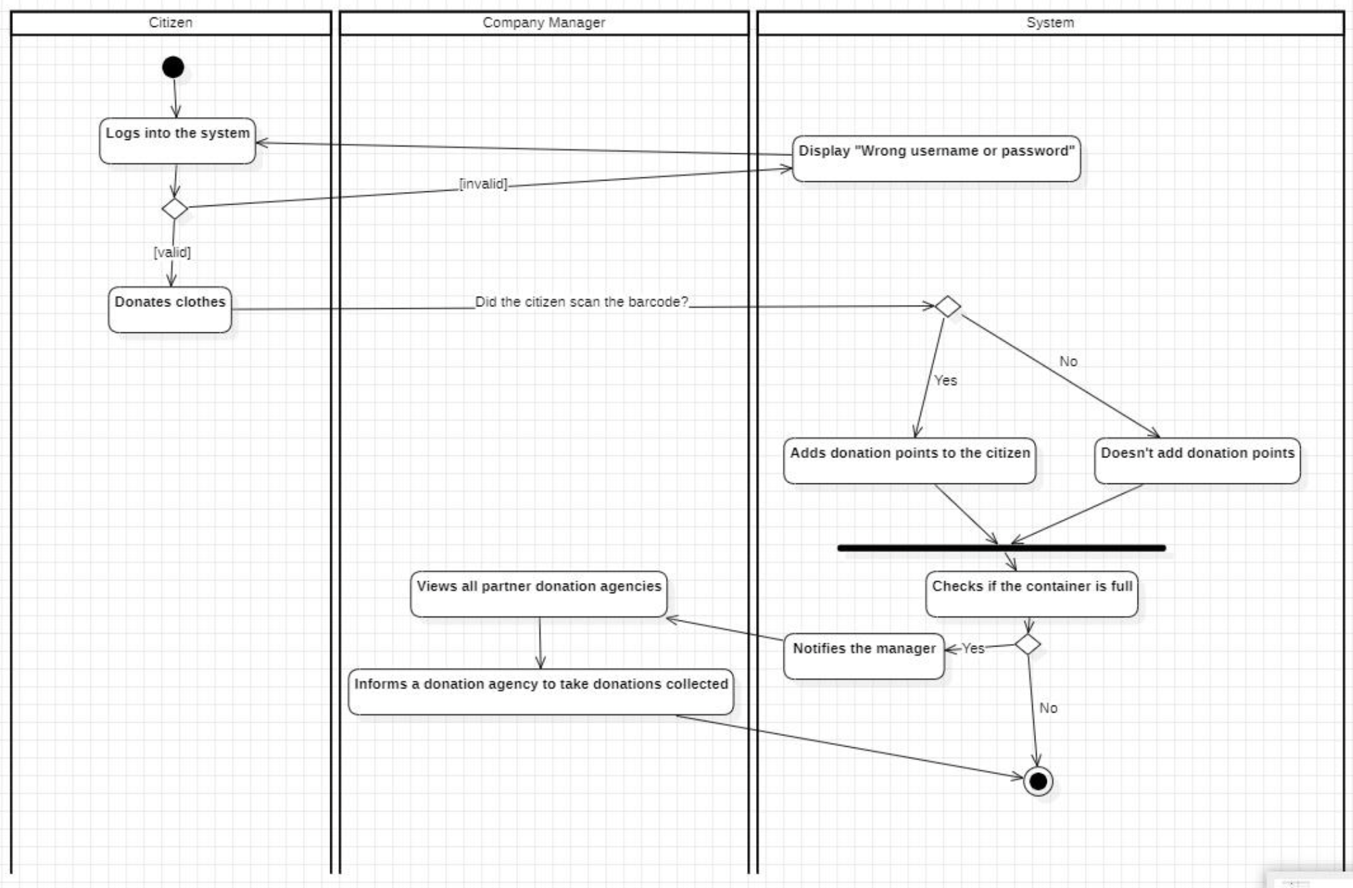 Citizen
Company Manager
System
Logs into the system
Display "Wrong username or password"
[invalid]
[valid]
Donates clothes
Did the citizen scan the barcode?
No
Yes
Adds donation points to the citizen
Doesn't add donation points
Views all partner donation agencies
Checks if the container is full
Notifies the manager
Yes
Informs a donation agency to take donations collected
No